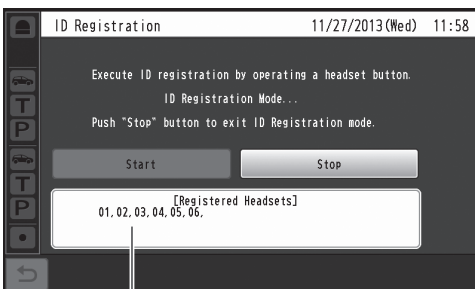 ID Registration 11/27/2013(Wed) 11:58
Execute ID registration by operating a headset button.
ID Registration Mode...
Push "Stop" button to exit ID Registration mode.
Start Stop
[Registered Headsets]
01,02,03,04,05,06,
T
P
T
P